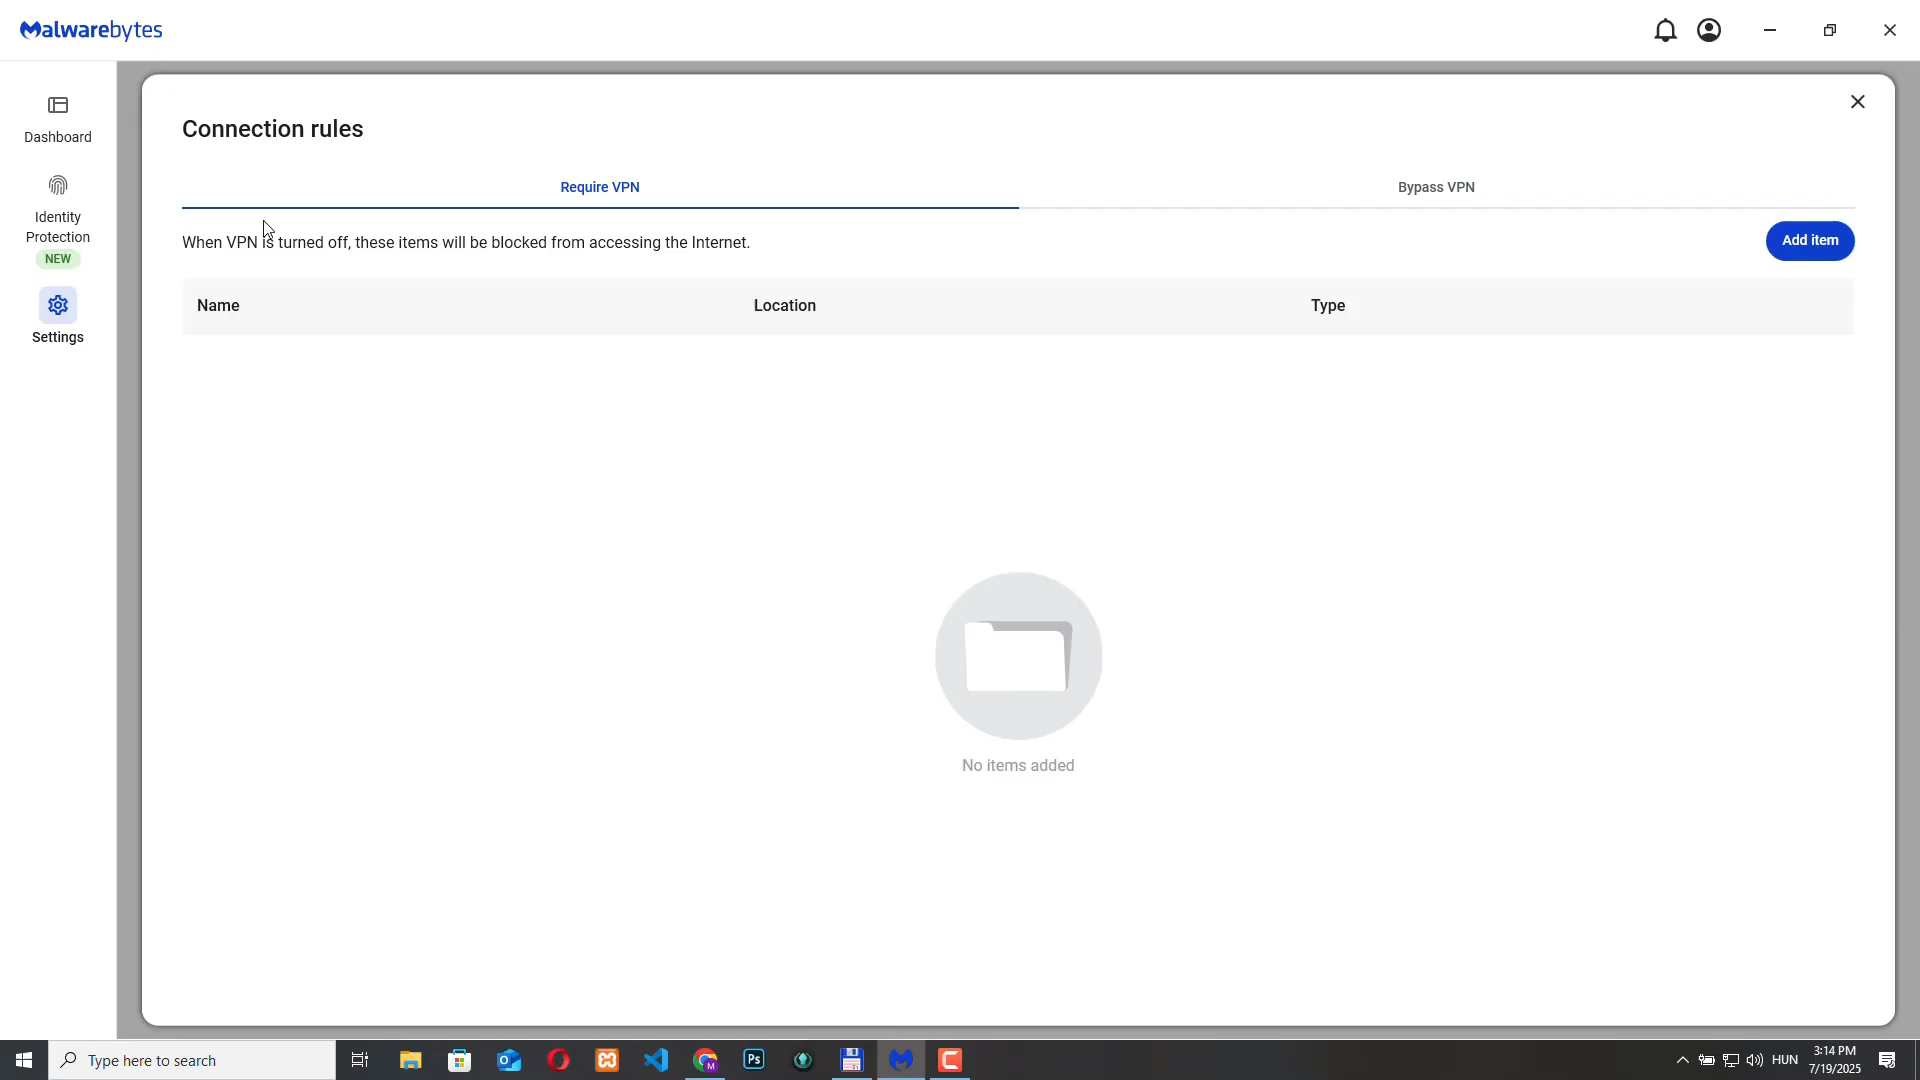 Malwarebytes
Dashboard
Identity
Protection
NEW
Settings
Connection rules
Require VPN
Bypass VPN
When VPN is turned off, these items will be blocked from accessing the Internet.
Add item
Name
Location
Type
No items added
Type here to search
O
M
Ps
HUN
3:14 PM
7/19/2025